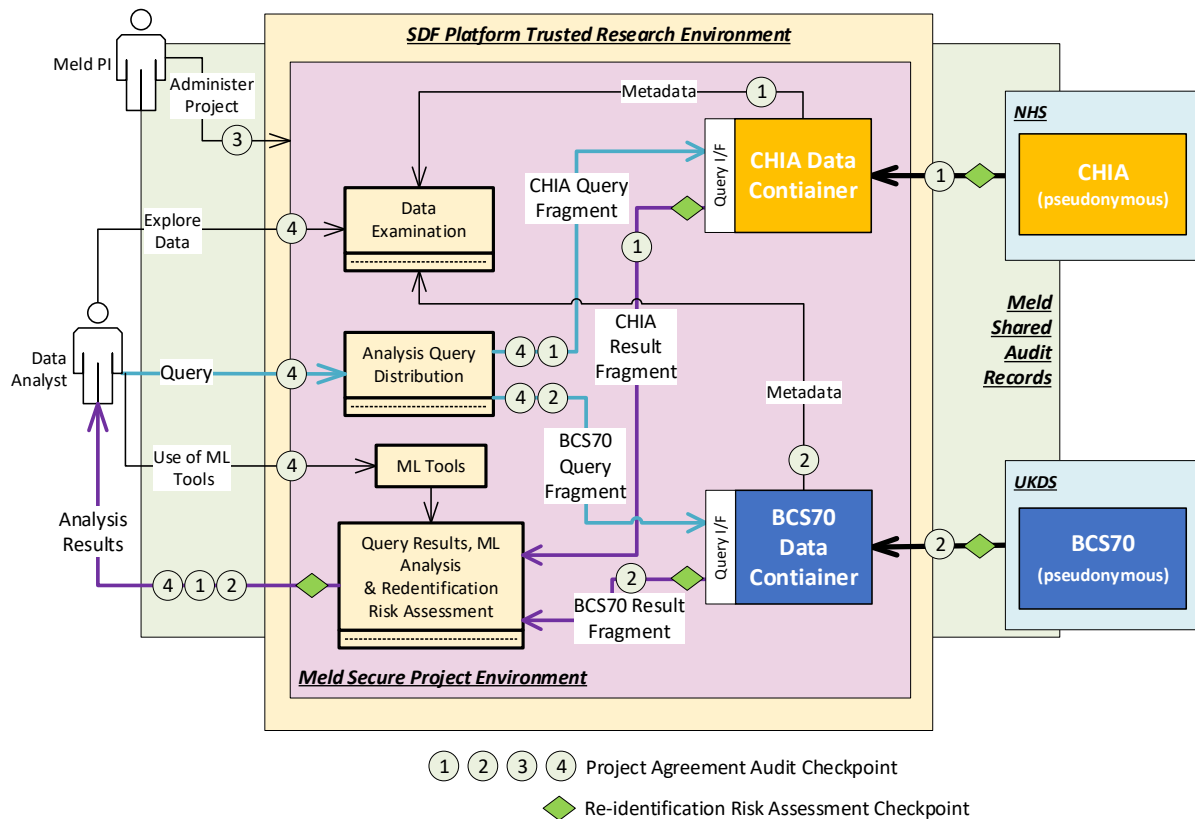 SDF Platform Trusted Research Environment
Meld PI
Administer
Project
3
Metadata
1
Query I/F
CHIA Data
Contiainer
1
NHS
CHIA
(pseudonymous)
CHIA Query
Fragment
Data
Examination
Explore
Data
4
1
Meld
Shared
Audit
Records
CHIA
Result
Fragment
Data
Analyst
Query
4
Analysis Query
Distribution
4
1
4
2
Metadata
2
BCS70
Query
Fragment
Use of ML
Tools
4
ML Tools
Query I/F
BCS70
Data
Contiainer
2
UKDS
BCS70
(pseudonymous)
Analysis
Results
4
1
2
Query Results, ML
Analysis
& Redentification
Risk Assessment
2
BCS70 Result
Fragment
Meld Secure Project Environment
1 2 3 4 Project Agreement Audit Checkpoint
Re-identification Risk Assessment Checkpoint